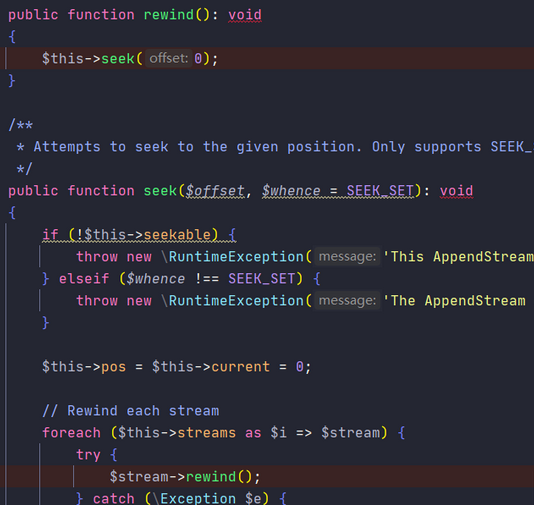 public function rewind(): void
{
    $this->seek( offset: 0);
}

/**
 * Attempts to seek to the given position. Only supports SEEK_
 */
public function seek($offset, $whence = SEEK_SET): void
{
    if (!$this->seekable) {
        throw new \RuntimeException( message: 'This AppendStream
    } elseif ($whence !== SEEK_SET) {
        throw new \RuntimeException( message: 'The AppendStream
    }

    $this->pos = $this->current = 0;

    // Rewind each stream
    foreach ($this->streams as $i => $stream) {
        try {
            $stream->rewind();
        } catch (\Exception $e) {